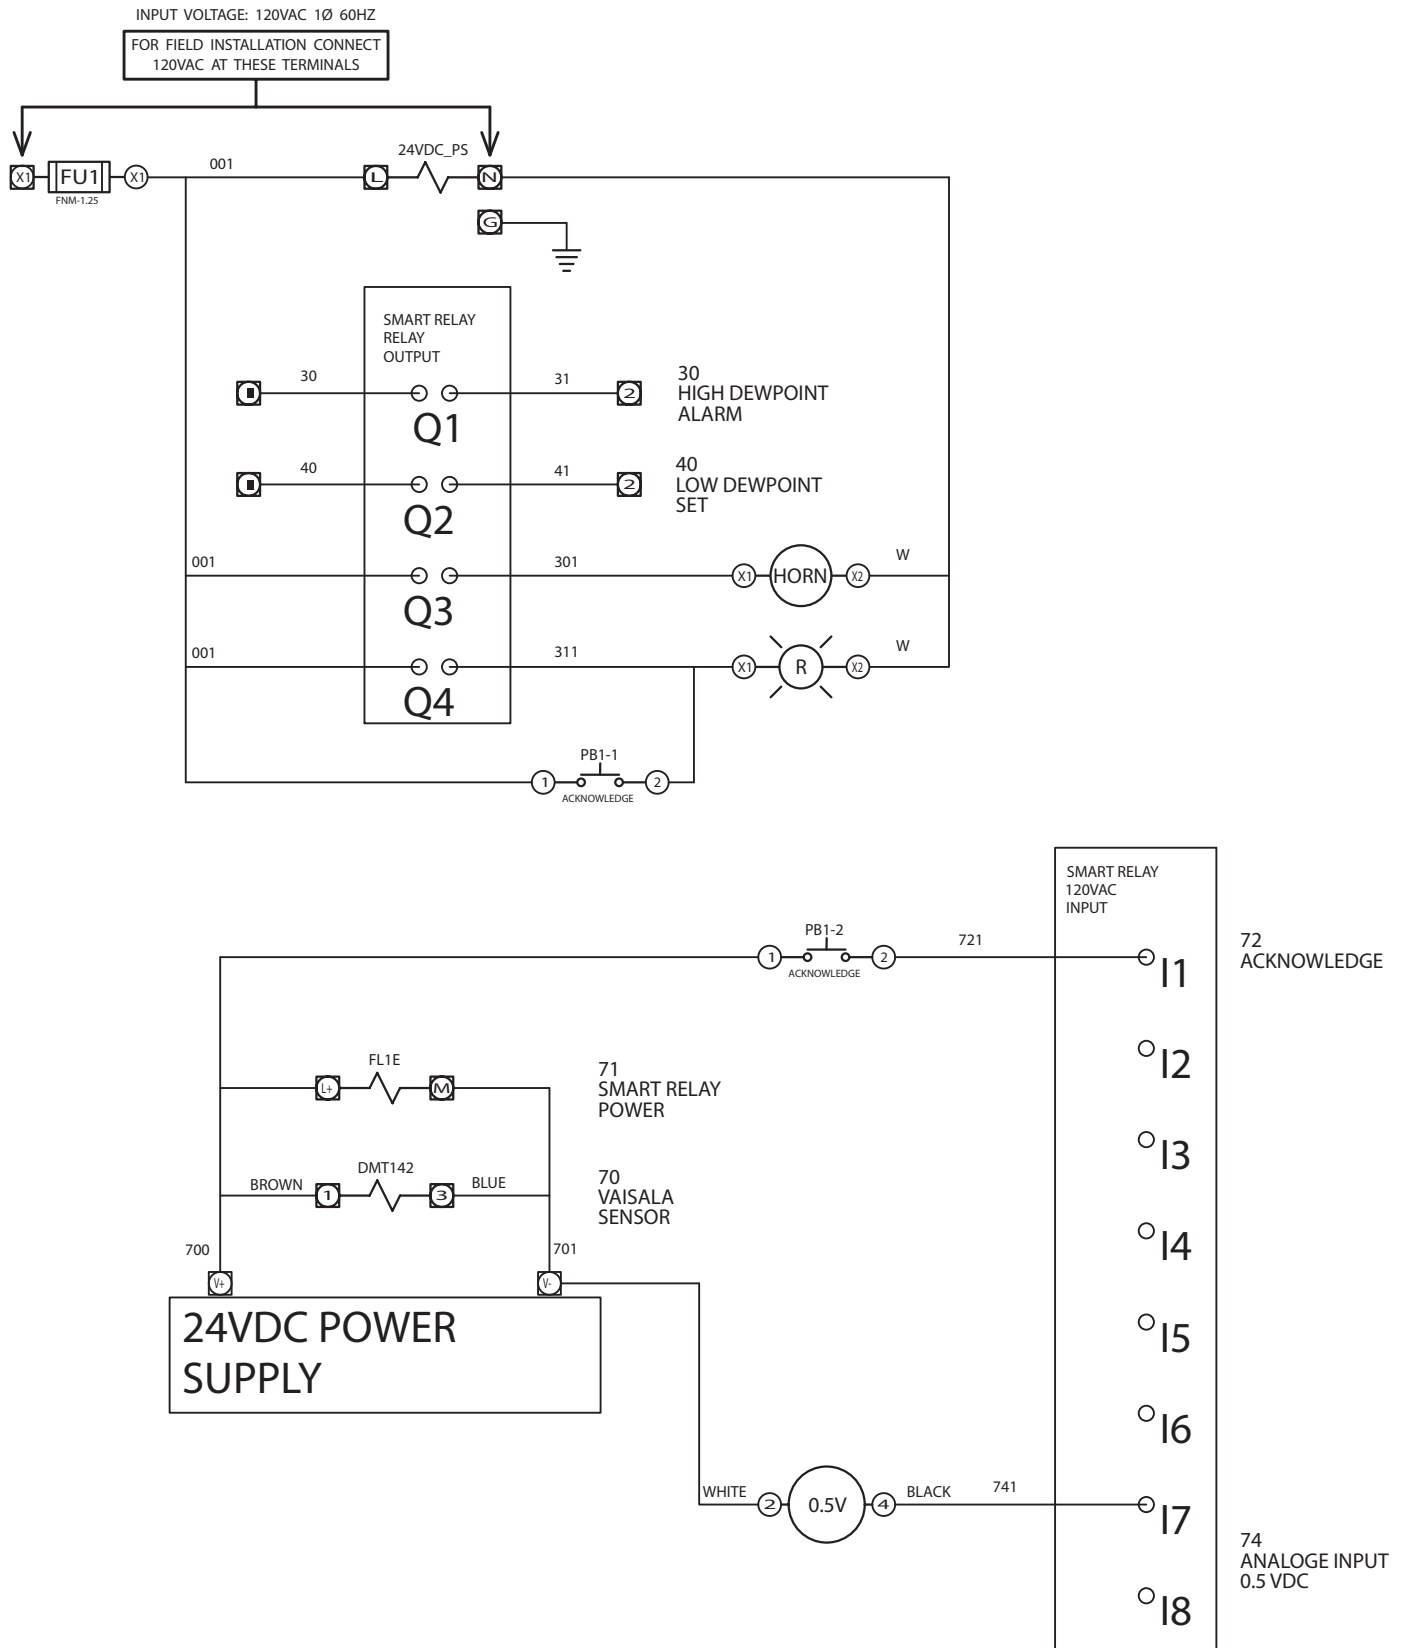 INPUT VOLTAGE: 120VAC 1Ø 60HZ
FOR FIELD INSTALLATION CONNECT
120VAC AT THESE TERMINALS
X1 FU1 X1 001 L 24VDC_PS N
FNM-1.25
G
SMART RELAY
RELAY
OUTPUT
30 31 2
Q1
30
HIGH DEWPOINT
ALARM
40 41 2
Q2
40
LOW DEWPOINT
SET
001 301 X1 HORN X2 W
Q3
001 311 X1 R X2 W
Q4
PB1-1
1 2
ACKNOWLEDGE
SMART RELAY
120VAC
INPUT
PB1-2
1 2 721
ACKNOWLEDGE
I1
72
ACKNOWLEDGE
I2
FL1E
L+ M
71
SMART RELAY
POWER
I3
DMT142
BROWN 1 3 BLUE
70
VAISALA
SENSOR
I4
700 701
V+ V-
24VDC POWER
SUPPLY
I5
I6
WHITE 2 0.5V 4 BLACK 741
I7
74
ANALOGE INPUT
0.5 VDC
I8